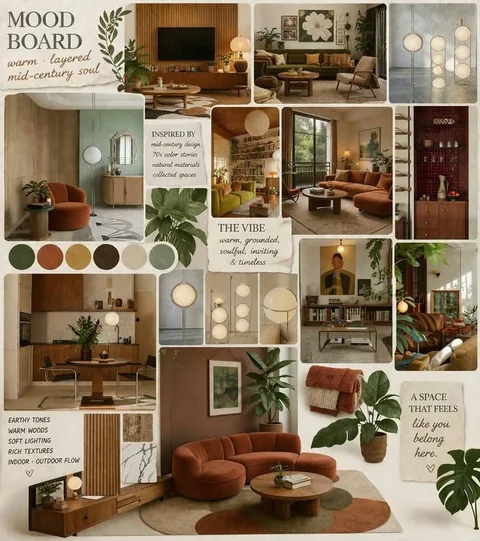 MOOD
BOARD
warm · layered
mid-century soul
INSPIRED BY
mid-century design
70s color stories
natural materials
collected spaces
THE VIBE
warm, grounded,
soulful, inviting
& timeless
EARTHY TONES
WARM WOODS
SOFT LIGHTING
RICH TEXTURES
INDOOR - OUTDOOR FLOW
A SPACE
THAT FEELS
like you
belong
here.